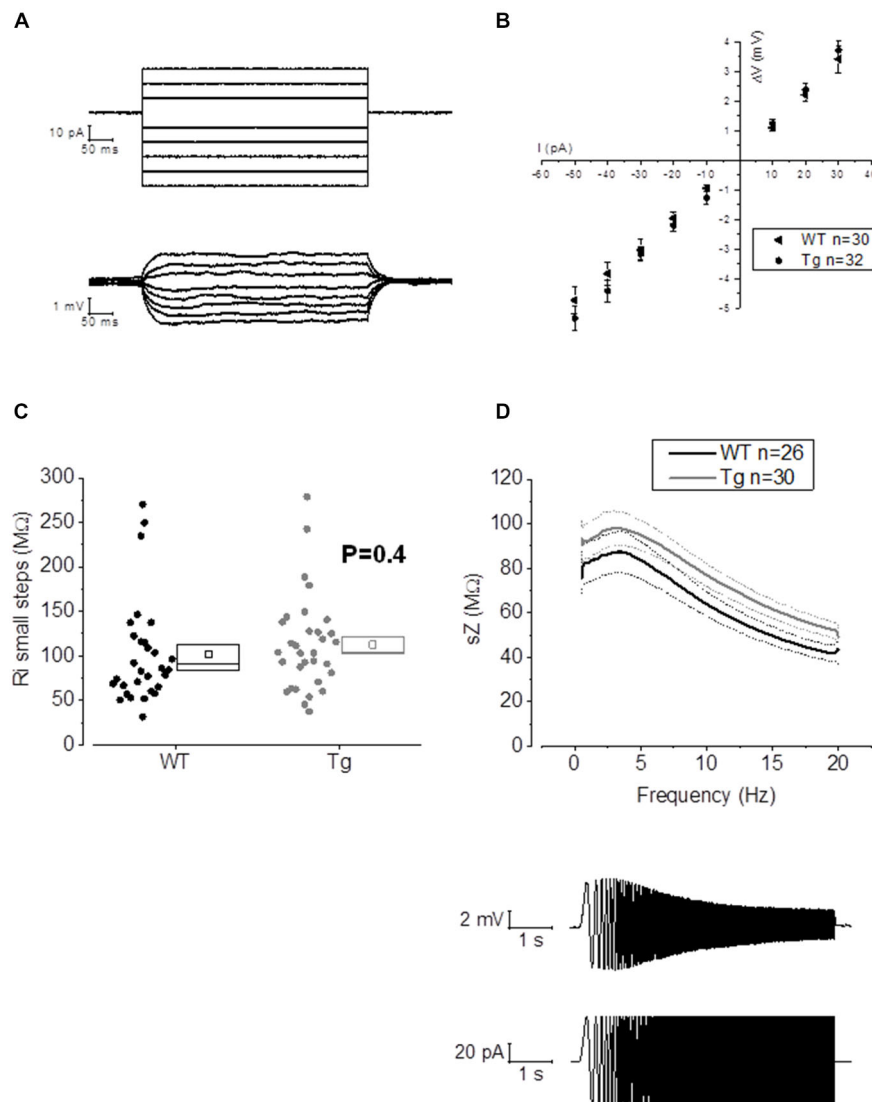 A
10 pA
50 ms
1 mV
50 ms
B
ΔV (mV)
4
3
2
1
I (pA)
-60 -50 -40 -30 -20 -10 10 20 30 40
-1
-2
-3
-4
-5
WT n=30
Tg n=32
C
Ri small steps (MΩ)
300
250
200
150
100
50
0
P=0.4
WT Tg
D
WT n=26
Tg n=30
sZ (MΩ)
120
100
80
60
40
20
0
0 5 10 15 20
Frequency (Hz)
2 mV
1 s
20 pA
1 s